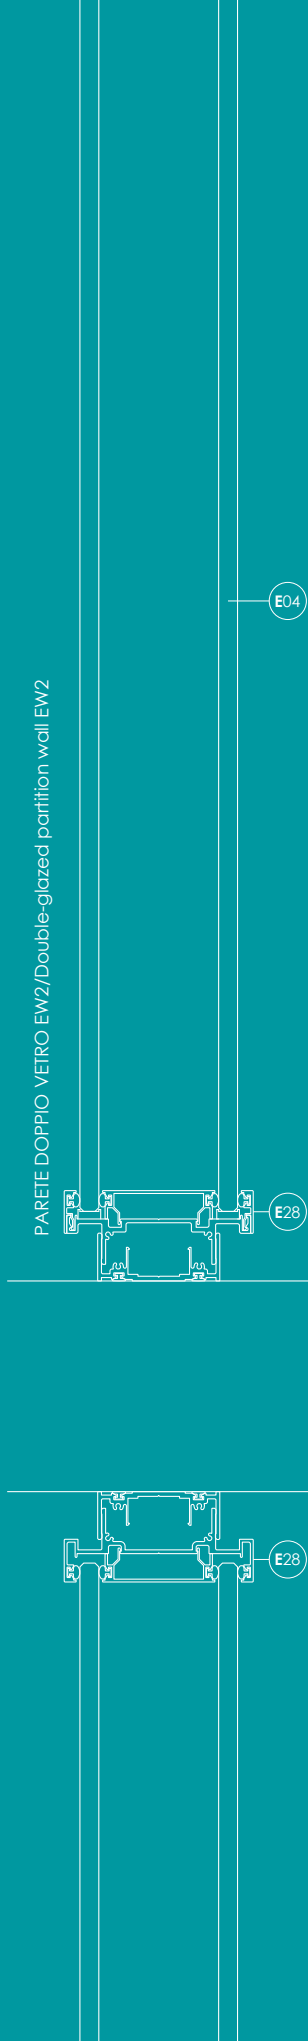 E04
PARETE DOPPIO VETRO EW2/Double-glazed partition wall EW2
E28
E28